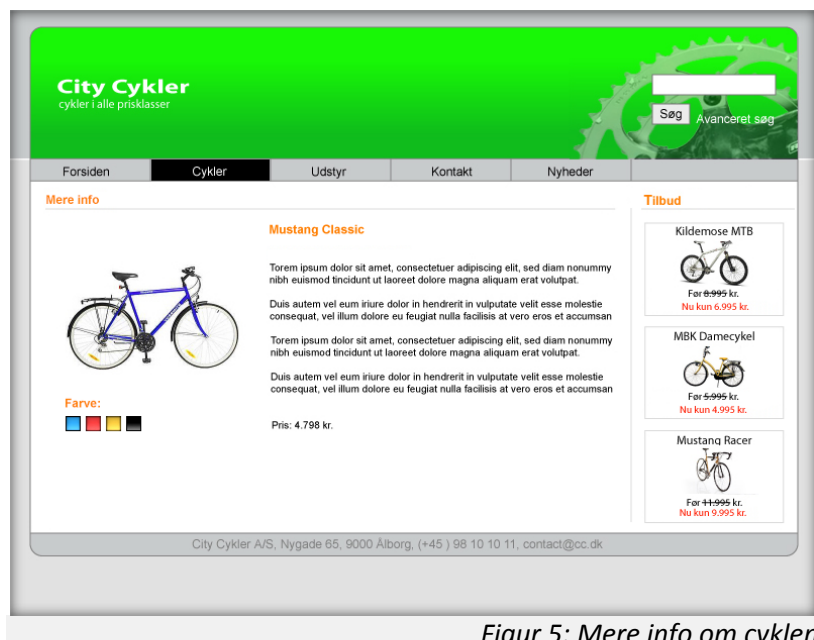 City Cykler
cykler i alle prisklasser
Søg
Avanceret søg
Forsiden
Cykler
Udstyr
Kontakt
Nyheder
Mere info
Mustang Classic
Torem ipsum dolor sit amet, consectetuer adipiscing elit, sed diam nonummy
nibh euismod tincidunt ut laoreet dolore magna aliquam erat volutpat.
Duis autem vel eum iriure dolor in hendrerit in vulputate velit esse molestie
consequat, vel illum dolore eu feugiat nulla facilisis at vero eros et accumsan
Torem ipsum dolor sit amet, consectetuer adipiscing elit, sed diam nonummy
nibh euismod tincidunt ut laoreet dolore magna aliquam erat volutpat.
Duis autem vel eum iriure dolor in hendrerit in vulputate velit esse molestie
consequat, vel illum dolore eu feugiat nulla facilisis at vero eros et accumsan
Farve:
Pris: 4.798 kr.
Tilbud
Kildemose MTB
Før 8.995 kr.
Nu kun 6.995 kr.
MBK Damecykel
Før 5.995 kr.
Nu kun 4.995 kr.
Mustang Racer
Før 11.995 kr.
Nu kun 9.995 kr.
City Cykler A/S, Nygade 65, 9000 Ålborg, (+45 ) 98 10 10 11, contact@cc.dk
Figur 5: Mere info om cyklen